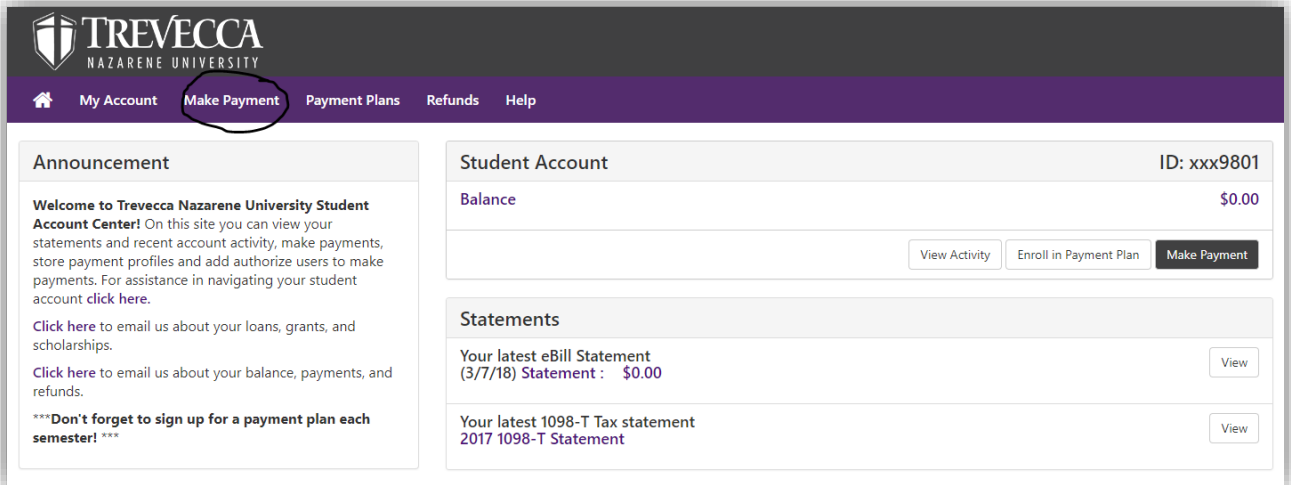 TREVECCA
NAZARENE UNIVERSITY
My Account Make Payment Payment Plans Refunds Help
Announcement
Welcome to Trevecca Nazarene University Student
Account Center! On this site you can view your
statements and recent account activity, make payments,
store payment profiles and add authorize users to make
payments. For assistance in navigating your student
account click here.
Click here to email us about your loans, grants, and
scholarships.
Click here to email us about your balance, payments, and
refunds.
***Don't forget to sign up for a payment plan each
semester! ***
Student Account ID: xxx9801
Balance $0.00
View Activity Enroll in Payment Plan Make Payment
Statements
Your latest eBill Statement
(3/7/18) Statement : $0.00
View
Your latest 1098-T Tax statement
2017 1098-T Statement
View